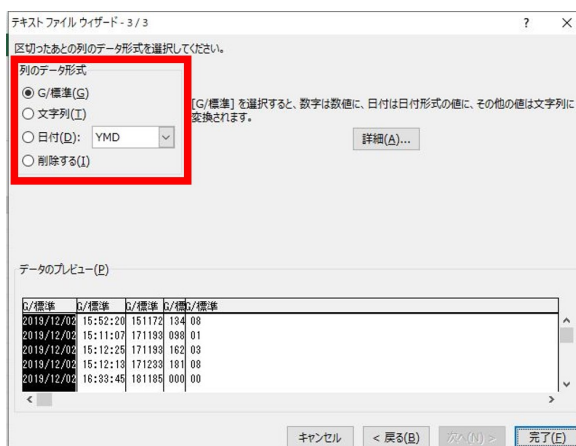 テキスト ファイル ウィザード - 3 / 3
区切ったあとの列のデータ形式を選択してください。
列のデータ形式
G/標準(G)
文字列(T)
日付(D): YMD
削除する(I)
[G/標準] を選択すると、数字は数値に、日付は日付形式の値に、その他の値は文字列に
変換されます。
詳細(A)...
データのプレビュー(P)
G/標準 G/標準 G/標準 G/標 G/標準
2019/12/02 15:52:20 151172 134 08
2019/12/02 15:11:07 171193 098 01
2019/12/02 15:12:25 171193 162 03
2019/12/02 15:12:13 171233 181 08
2019/12/02 16:33:45 181185 000 00
キャンセル < 戻る(B) 次へ(N) > 完了(F)